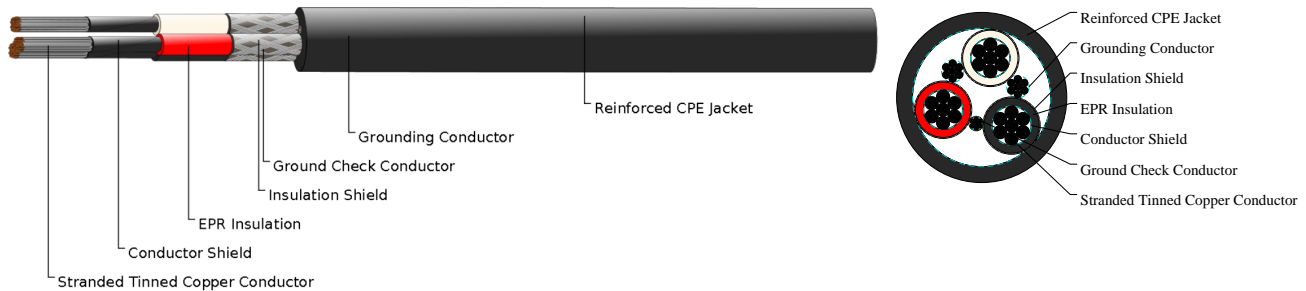 Reinforced CPE Jacket
Grounding Conductor
Ground Check Conductor
Insulation Shield
EPR Insulation
Conductor Shield
Stranded Tinned Copper Conductor
Reinforced CPE Jacket
Grounding Conductor
Insulation Shield
EPR Insulation
Conductor Shield
Ground Check Conductor
Stranded Tinned Copper Conductor